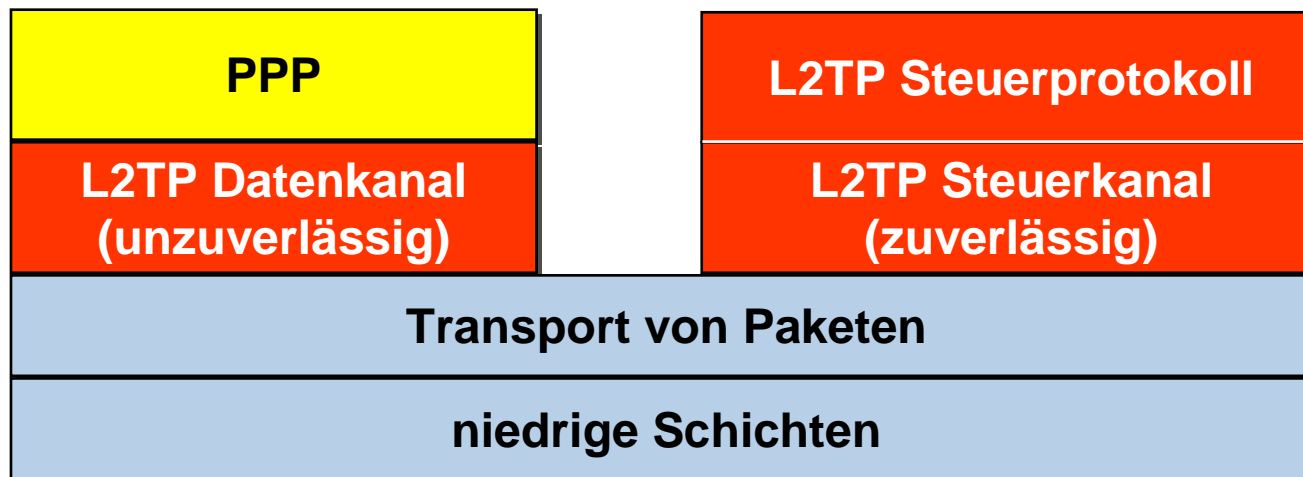 PPP
L2TP Steuerprotokoll
L2TP Datenkanal
(unzuverlässig)
L2TP Steuerkanal
(zuverlässig)
Transport von Paketen
niedrige Schichten